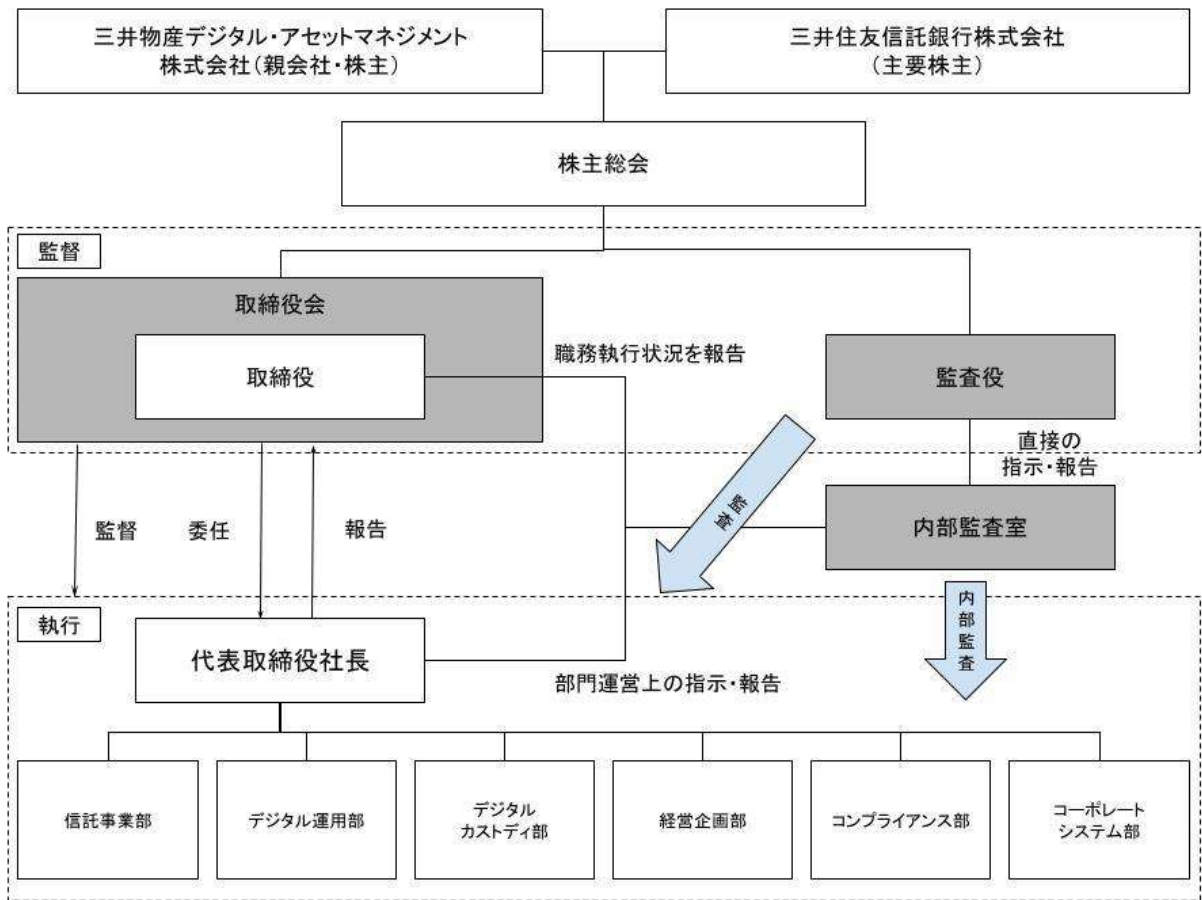 三井物産デジタル・アセットマネジメント
株式会社(親会社・株主)
三井住友信託銀行株式会社
(主要株主)
株主総会
監督
取締役会
取締役
職務執行状況を報告
監査役
直接の
指示・報告
監査
内部監査室
監督
委任
報告
内部監査
執行
代表取締役社長
部門運営上の指示・報告
信託事業部
デジタル運用部
デジタル
カストディ部
経営企画部
コンプライアンス部
コーポレート
システム部